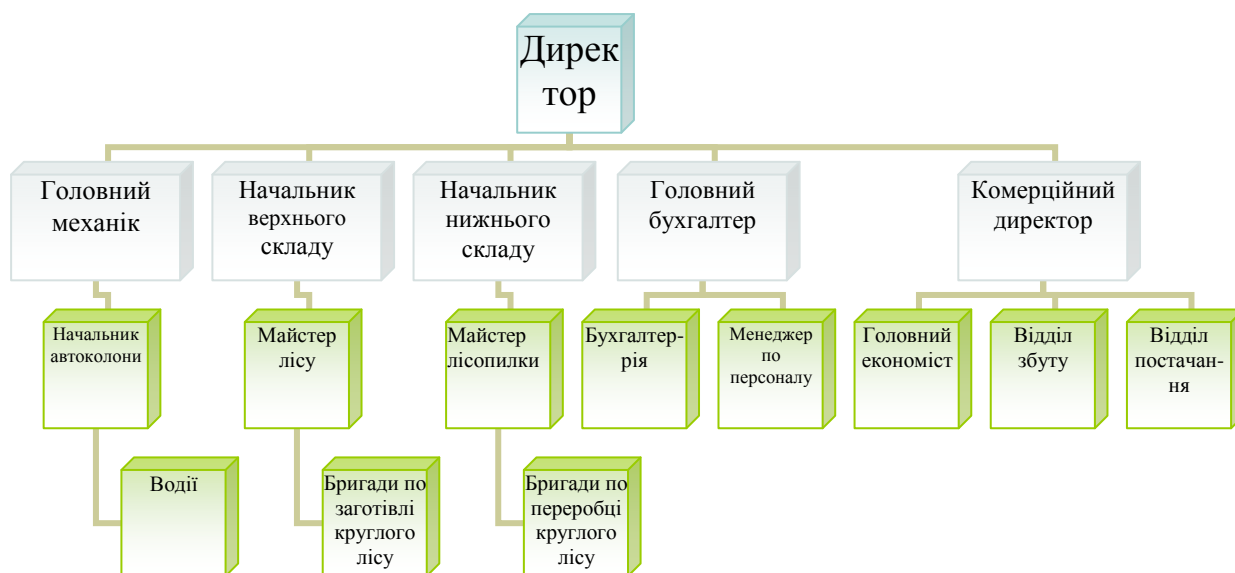 Дирек
тор
Головний
механік
Начальник
верхнього
складу
Начальник
нижнього
складу
Головний
бухгалтер
Комерційний
директор
Начальник
автоколони
Майстер
лісу
Майстер
лісопилки
Бухгалтер-
рія
Менеджер
по
персоналу
Головний
економіст
Відділ
збуту
Відділ
постачан-
ня
Водії
Бригади по
заготівлі
круглого
лісу
Бригади по
переробці
круглого
лісу